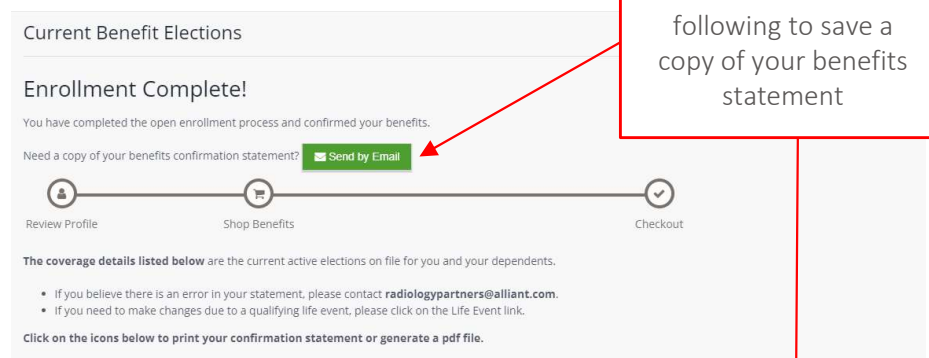 Current Benefit Elections
following to save a
copy of your benefits
statement
Enrollment Complete!
You have completed the open enrollment process and confirmed your benefits.
Need a copy of your benefits confirmation statement? Send by Email
Review Profile Shop Benefits Checkout
The coverage details listed below are the current active elections on file for you and your dependents.
• If you believe there is an error in your statement, please contact radiologypartners@alliant.com.
• If you need to make changes due to a qualifying life event, please click on the Life Event link.
Click on the icons below to print your confirmation statement or generate a pdf file.